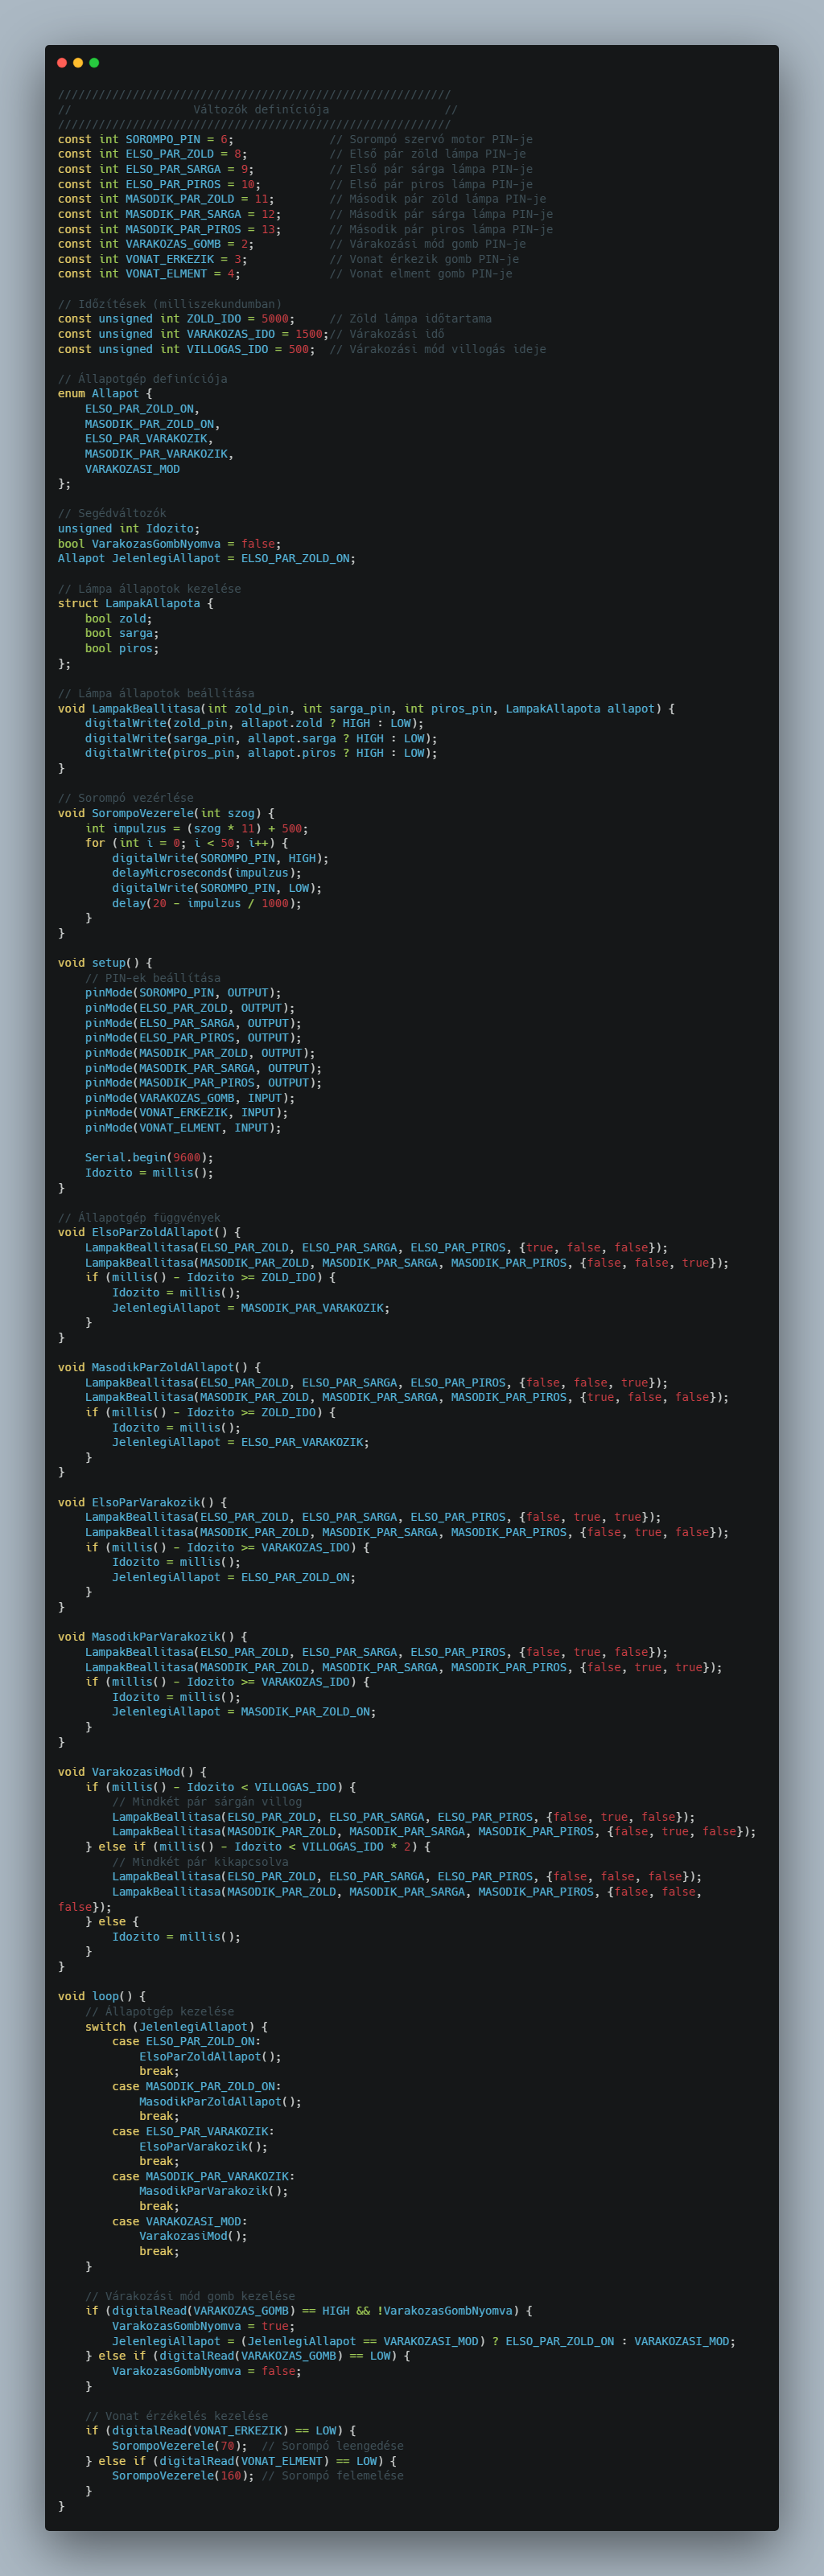 //////////////////////////////////////////////////////////
//                  Változók definíciója                 //
//////////////////////////////////////////////////////////
const int SOROMPO_PIN = 6;              // Sorompó szervó motor PIN-je
const int ELSO_PAR_ZOLD = 8;            // Első pár zöld lámpa PIN-je
const int ELSO_PAR_SARGA = 9;           // Első pár sárga lámpa PIN-je
const int ELSO_PAR_PIROS = 10;          // Első pár piros lámpa PIN-je
const int MASODIK_PAR_ZOLD = 11;        // Második pár zöld lámpa PIN-je
const int MASODIK_PAR_SARGA = 12;       // Második pár sárga lámpa PIN-je
const int MASODIK_PAR_PIROS = 13;       // Második pár piros lámpa PIN-je
const int VARAKOZAS_GOMB = 2;           // Várakozási mód gomb PIN-je
const int VONAT_ERKEZIK = 3;            // Vonat érkezik gomb PIN-je
const int VONAT_ELMENT = 4;             // Vonat elment gomb PIN-je

// Időzítések (milliszekundumban)
const unsigned int ZOLD_IDO = 5000;     // Zöld lámpa időtartama
const unsigned int VARAKOZAS_IDO = 1500;// Várakozási idő
const unsigned int VILLOGAS_IDO = 500;  // Várakozási mód villogás ideje

// Állapotgép definíciója
enum Allapot {
    ELSO_PAR_ZOLD_ON,
    MASODIK_PAR_ZOLD_ON,
    ELSO_PAR_VARAKOZIK,
    MASODIK_PAR_VARAKOZIK,
    VARAKOZASI_MOD
};

// Segédváltozók
unsigned int Idozito;
bool VarakozasGombNyomva = false;
Allapot JelenlegiAllapot = ELSO_PAR_ZOLD_ON;

// Lámpa állapotok kezelése
struct LampakAllapota {
    bool zold;
    bool sarga;
    bool piros;
};

// Lámpa állapotok beállítása
void LampakBeallitasa(int zold_pin, int sarga_pin, int piros_pin, LampakAllapota allapot) {
    digitalWrite(zold_pin, allapot.zold ? HIGH : LOW);
    digitalWrite(sarga_pin, allapot.sarga ? HIGH : LOW);
    digitalWrite(piros_pin, allapot.piros ? HIGH : LOW);
}

// Sorompó vezérlése
void SorompoVezerele(int szog) {
    int impulzus = (szog * 11) + 500;
    for (int i = 0; i < 50; i++) {
        digitalWrite(SOROMPO_PIN, HIGH);
        delayMicroseconds(impulzus);
        digitalWrite(SOROMPO_PIN, LOW);
        delay(20 - impulzus / 1000);
    }
}

void setup() {
    // PIN-ek beállítása
    pinMode(SOROMPO_PIN, OUTPUT);
    pinMode(ELSO_PAR_ZOLD, OUTPUT);
    pinMode(ELSO_PAR_SARGA, OUTPUT);
    pinMode(ELSO_PAR_PIROS, OUTPUT);
    pinMode(MASODIK_PAR_ZOLD, OUTPUT);
    pinMode(MASODIK_PAR_SARGA, OUTPUT);
    pinMode(MASODIK_PAR_PIROS, OUTPUT);
    pinMode(VARAKOZAS_GOMB, INPUT);
    pinMode(VONAT_ERKEZIK, INPUT);
    pinMode(VONAT_ELMENT, INPUT);

    Serial.begin(9600);
    Idozito = millis();
}

// Állapotgép függvények
void ElsoParZoldAllapot() {
    LampakBeallitasa(ELSO_PAR_ZOLD, ELSO_PAR_SARGA, ELSO_PAR_PIROS, {true, false, false});
    LampakBeallitasa(MASODIK_PAR_ZOLD, MASODIK_PAR_SARGA, MASODIK_PAR_PIROS, {false, false, true});
    if (millis() - Idozito >= ZOLD_IDO) {
        Idozito = millis();
        JelenlegiAllapot = MASODIK_PAR_VARAKOZIK;
    }
}

void MasodikParZoldAllapot() {
    LampakBeallitasa(ELSO_PAR_ZOLD, ELSO_PAR_SARGA, ELSO_PAR_PIROS, {false, false, true});
    LampakBeallitasa(MASODIK_PAR_ZOLD, MASODIK_PAR_SARGA, MASODIK_PAR_PIROS, {true, false, false});
    if (millis() - Idozito >= ZOLD_IDO) {
        Idozito = millis();
        JelenlegiAllapot = ELSO_PAR_VARAKOZIK;
    }
}

void ElsoParVarakozik() {
    LampakBeallitasa(ELSO_PAR_ZOLD, ELSO_PAR_SARGA, ELSO_PAR_PIROS, {false, true, true});
    LampakBeallitasa(MASODIK_PAR_ZOLD, MASODIK_PAR_SARGA, MASODIK_PAR_PIROS, {false, true, false});
    if (millis() - Idozito >= VARAKOZAS_IDO) {
        Idozito = millis();
        JelenlegiAllapot = ELSO_PAR_ZOLD_ON;
    }
}

void MasodikParVarakozik() {
    LampakBeallitasa(ELSO_PAR_ZOLD, ELSO_PAR_SARGA, ELSO_PAR_PIROS, {false, true, false});
    LampakBeallitasa(MASODIK_PAR_ZOLD, MASODIK_PAR_SARGA, MASODIK_PAR_PIROS, {false, true, true});
    if (millis() - Idozito >= VARAKOZAS_IDO) {
        Idozito = millis();
        JelenlegiAllapot = MASODIK_PAR_ZOLD_ON;
    }
}

void VarakozasiMod() {
    if (millis() - Idozito < VILLOGAS_IDO) {
        // Mindkét pár sárgán villog
        LampakBeallitasa(ELSO_PAR_ZOLD, ELSO_PAR_SARGA, ELSO_PAR_PIROS, {false, true, false});
        LampakBeallitasa(MASODIK_PAR_ZOLD, MASODIK_PAR_SARGA, MASODIK_PAR_PIROS, {false, true, false});
    } else if (millis() - Idozito < VILLOGAS_IDO * 2) {
        // Mindkét pár kikapcsolva
        LampakBeallitasa(ELSO_PAR_ZOLD, ELSO_PAR_SARGA, ELSO_PAR_PIROS, {false, false, false});
        LampakBeallitasa(MASODIK_PAR_ZOLD, MASODIK_PAR_SARGA, MASODIK_PAR_PIROS, {false, false,
false});
    } else {
        Idozito = millis();
    }
}

void loop() {
    // Állapotgép kezelése
    switch (JelenlegiAllapot) {
        case ELSO_PAR_ZOLD_ON:
            ElsoParZoldAllapot();
            break;
        case MASODIK_PAR_ZOLD_ON:
            MasodikParZoldAllapot();
            break;
        case ELSO_PAR_VARAKOZIK:
            ElsoParVarakozik();
            break;
        case MASODIK_PAR_VARAKOZIK:
            MasodikParVarakozik();
            break;
        case VARAKOZASI_MOD:
            VarakozasiMod();
            break;
    }

    // Várakozási mód gomb kezelése
    if (digitalRead(VARAKOZAS_GOMB) == HIGH && !VarakozasGombNyomva) {
        VarakozasGombNyomva = true;
        JelenlegiAllapot = (JelenlegiAllapot == VARAKOZASI_MOD) ? ELSO_PAR_ZOLD_ON : VARAKOZASI_MOD;
    } else if (digitalRead(VARAKOZAS_GOMB) == LOW) {
        VarakozasGombNyomva = false;
    }

    // Vonat érzékelés kezelése
    if (digitalRead(VONAT_ERKEZIK) == LOW) {
        SorompoVezerele(70);  // Sorompó leengedése
    } else if (digitalRead(VONAT_ELMENT) == LOW) {
        SorompoVezerele(160); // Sorompó felemelése
    }
}